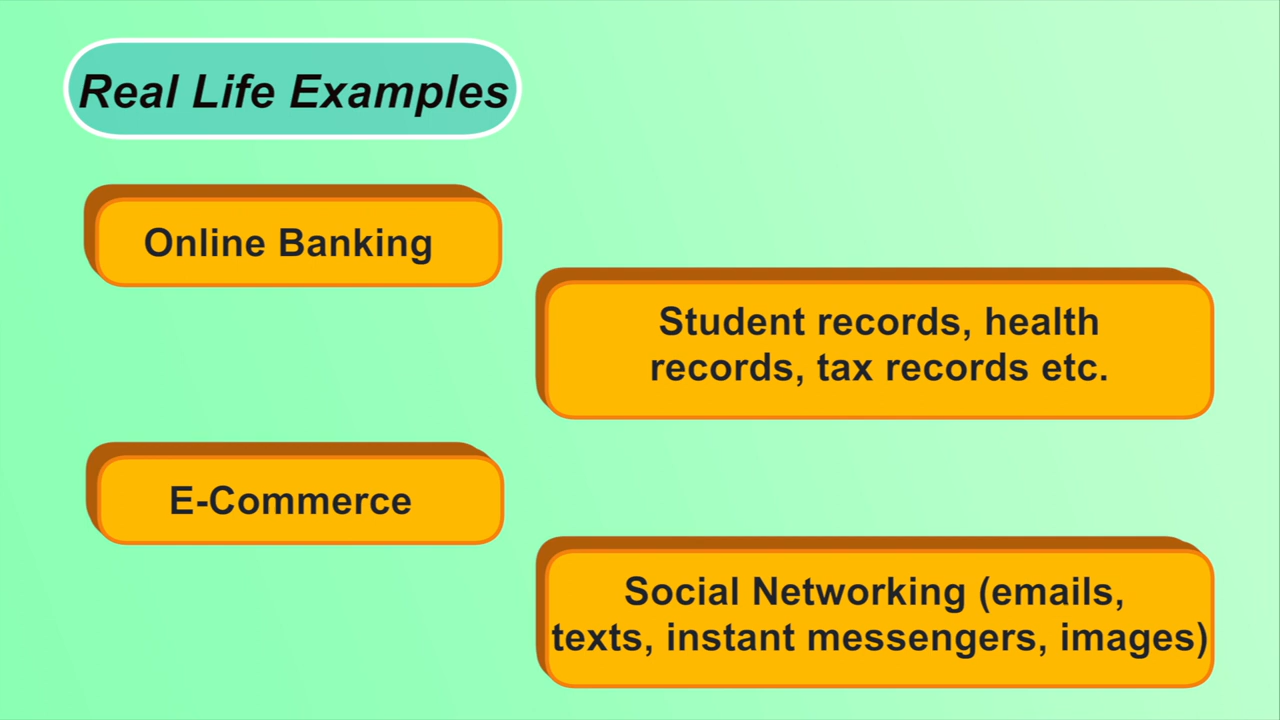 Real Life Examples
Online Banking
Student records, health
records, tax records etc.
E-Commerce
Social Networking (emails,
texts, instant messengers, images)